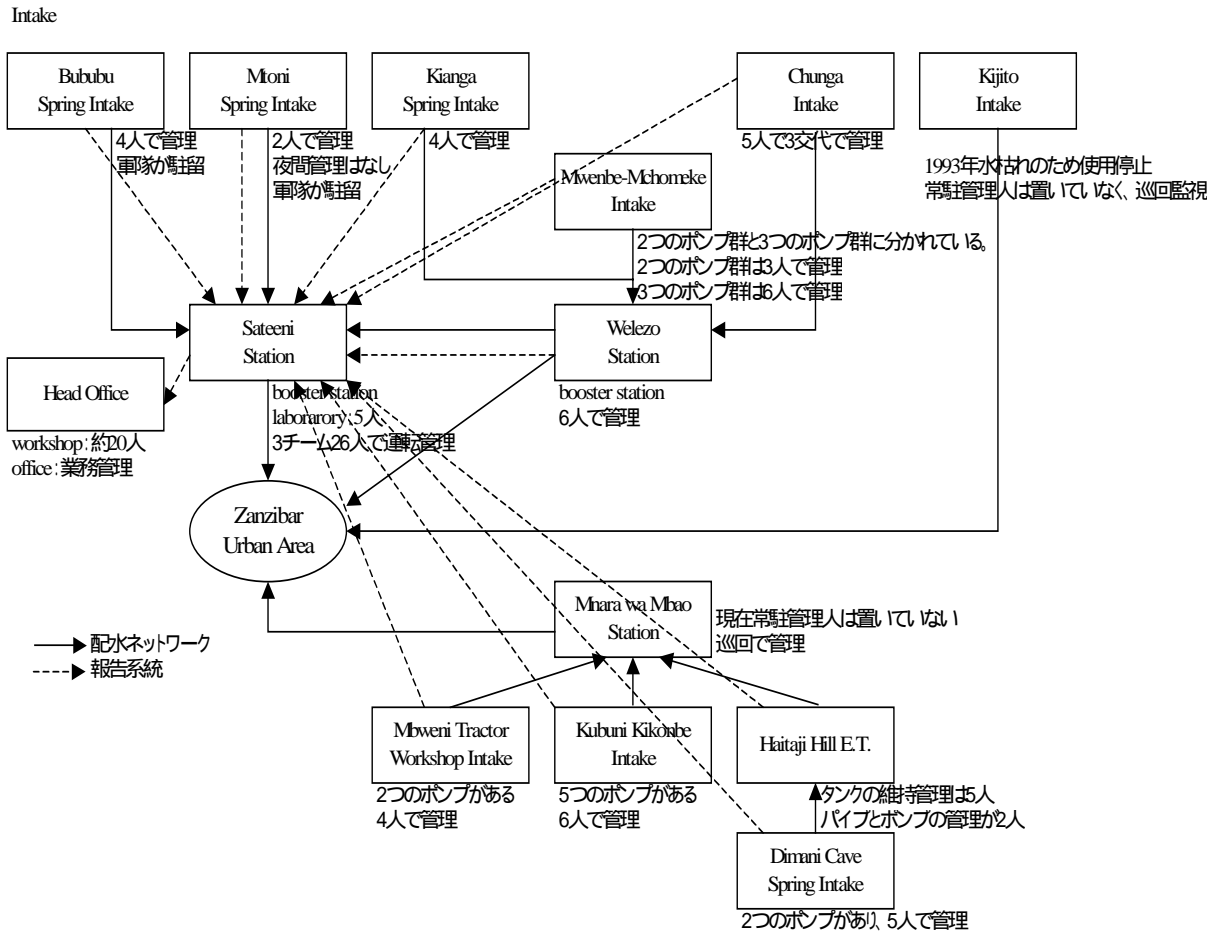 Intake
Bububu
Spring Intake
4人で管理
軍隊が駐留
Mtoni
Spring Intake
2人で管理
夜間管理はなし
軍隊が駐留
Kianga
Spring Intake
4人で管理
Chunga
Intake
5人で3交代で管理
Kijito
Intake
1993年水枯れのため使用停止
常駐管理人は置いていなく、巡回監視
Mwenbe-Mchomeke
Intake
2つのポンプ群と3つのポンプ群に分かれている。
2つのポンプ群は3人で管理
3つのポンプ群は6人で管理
Sateeni
Station
booster station
labonarory:5人
3チーム26人で運転管理
Welezo
Station
booster station
6人で管理
Head Office
workshop:約20人
office:業務管理
Zanzibar
Urban Area
Mnara wa Mbao
Station
現在常駐管理人は置いていない
巡回で管理
配水ネットワーク
報告系統
Mbweni Tractor
Workshop Intake
2つのポンプがある
4人で管理
Kubuni Kikonbe
Intake
5つのポンプがある
6人で管理
Haitaji Hill E.T.
タンクの維持管理は5人
パイプとポンプの管理が2人
Dimani Cave
Spring Intake
2つのポンプがあり、5人で管理